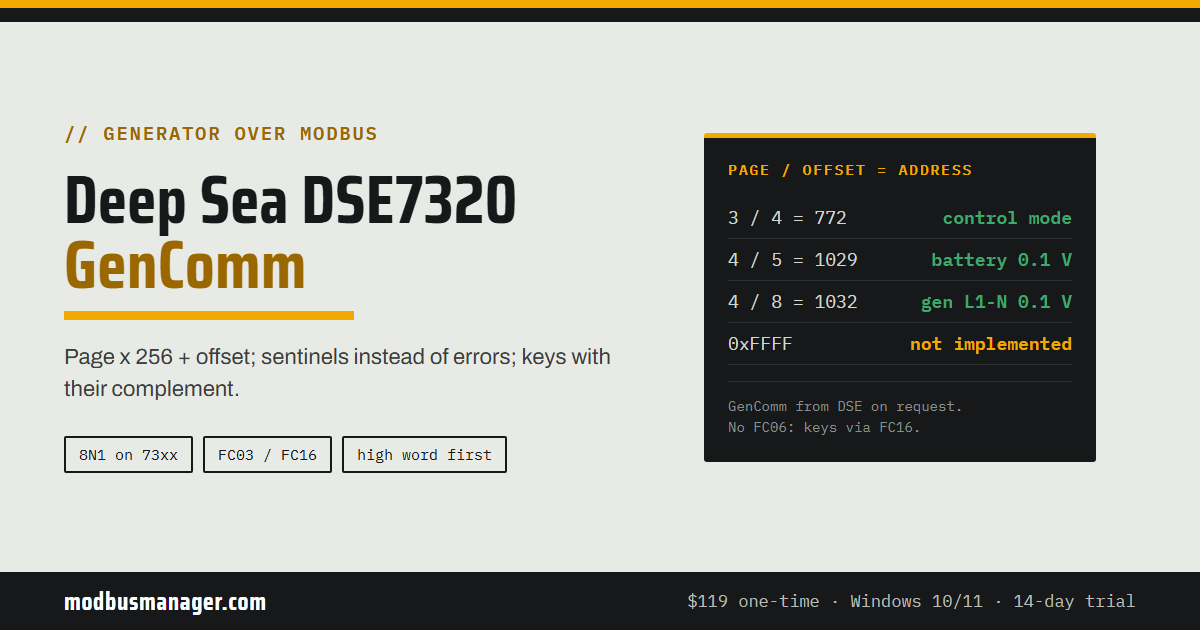 // GENERATOR OVER MODBUS
Deep Sea DSE7320
GenComm
Page x 256 + offset; sentinels instead of errors; keys with
their complement.
8N1 on 73xx
FC03 / FC16
high word first
PAGE / OFFSET = ADDRESS
3 / 4 = 772 control mode
4 / 5 = 1029 battery 0.1 V
4 / 8 = 1032 gen L1-N 0.1 V
0xFFFF not implemented
GenComm from DSE on request.
No FC06: keys via FC16.
modbusmanager.com
$119 one-time · Windows 10/11 · 14-day trial